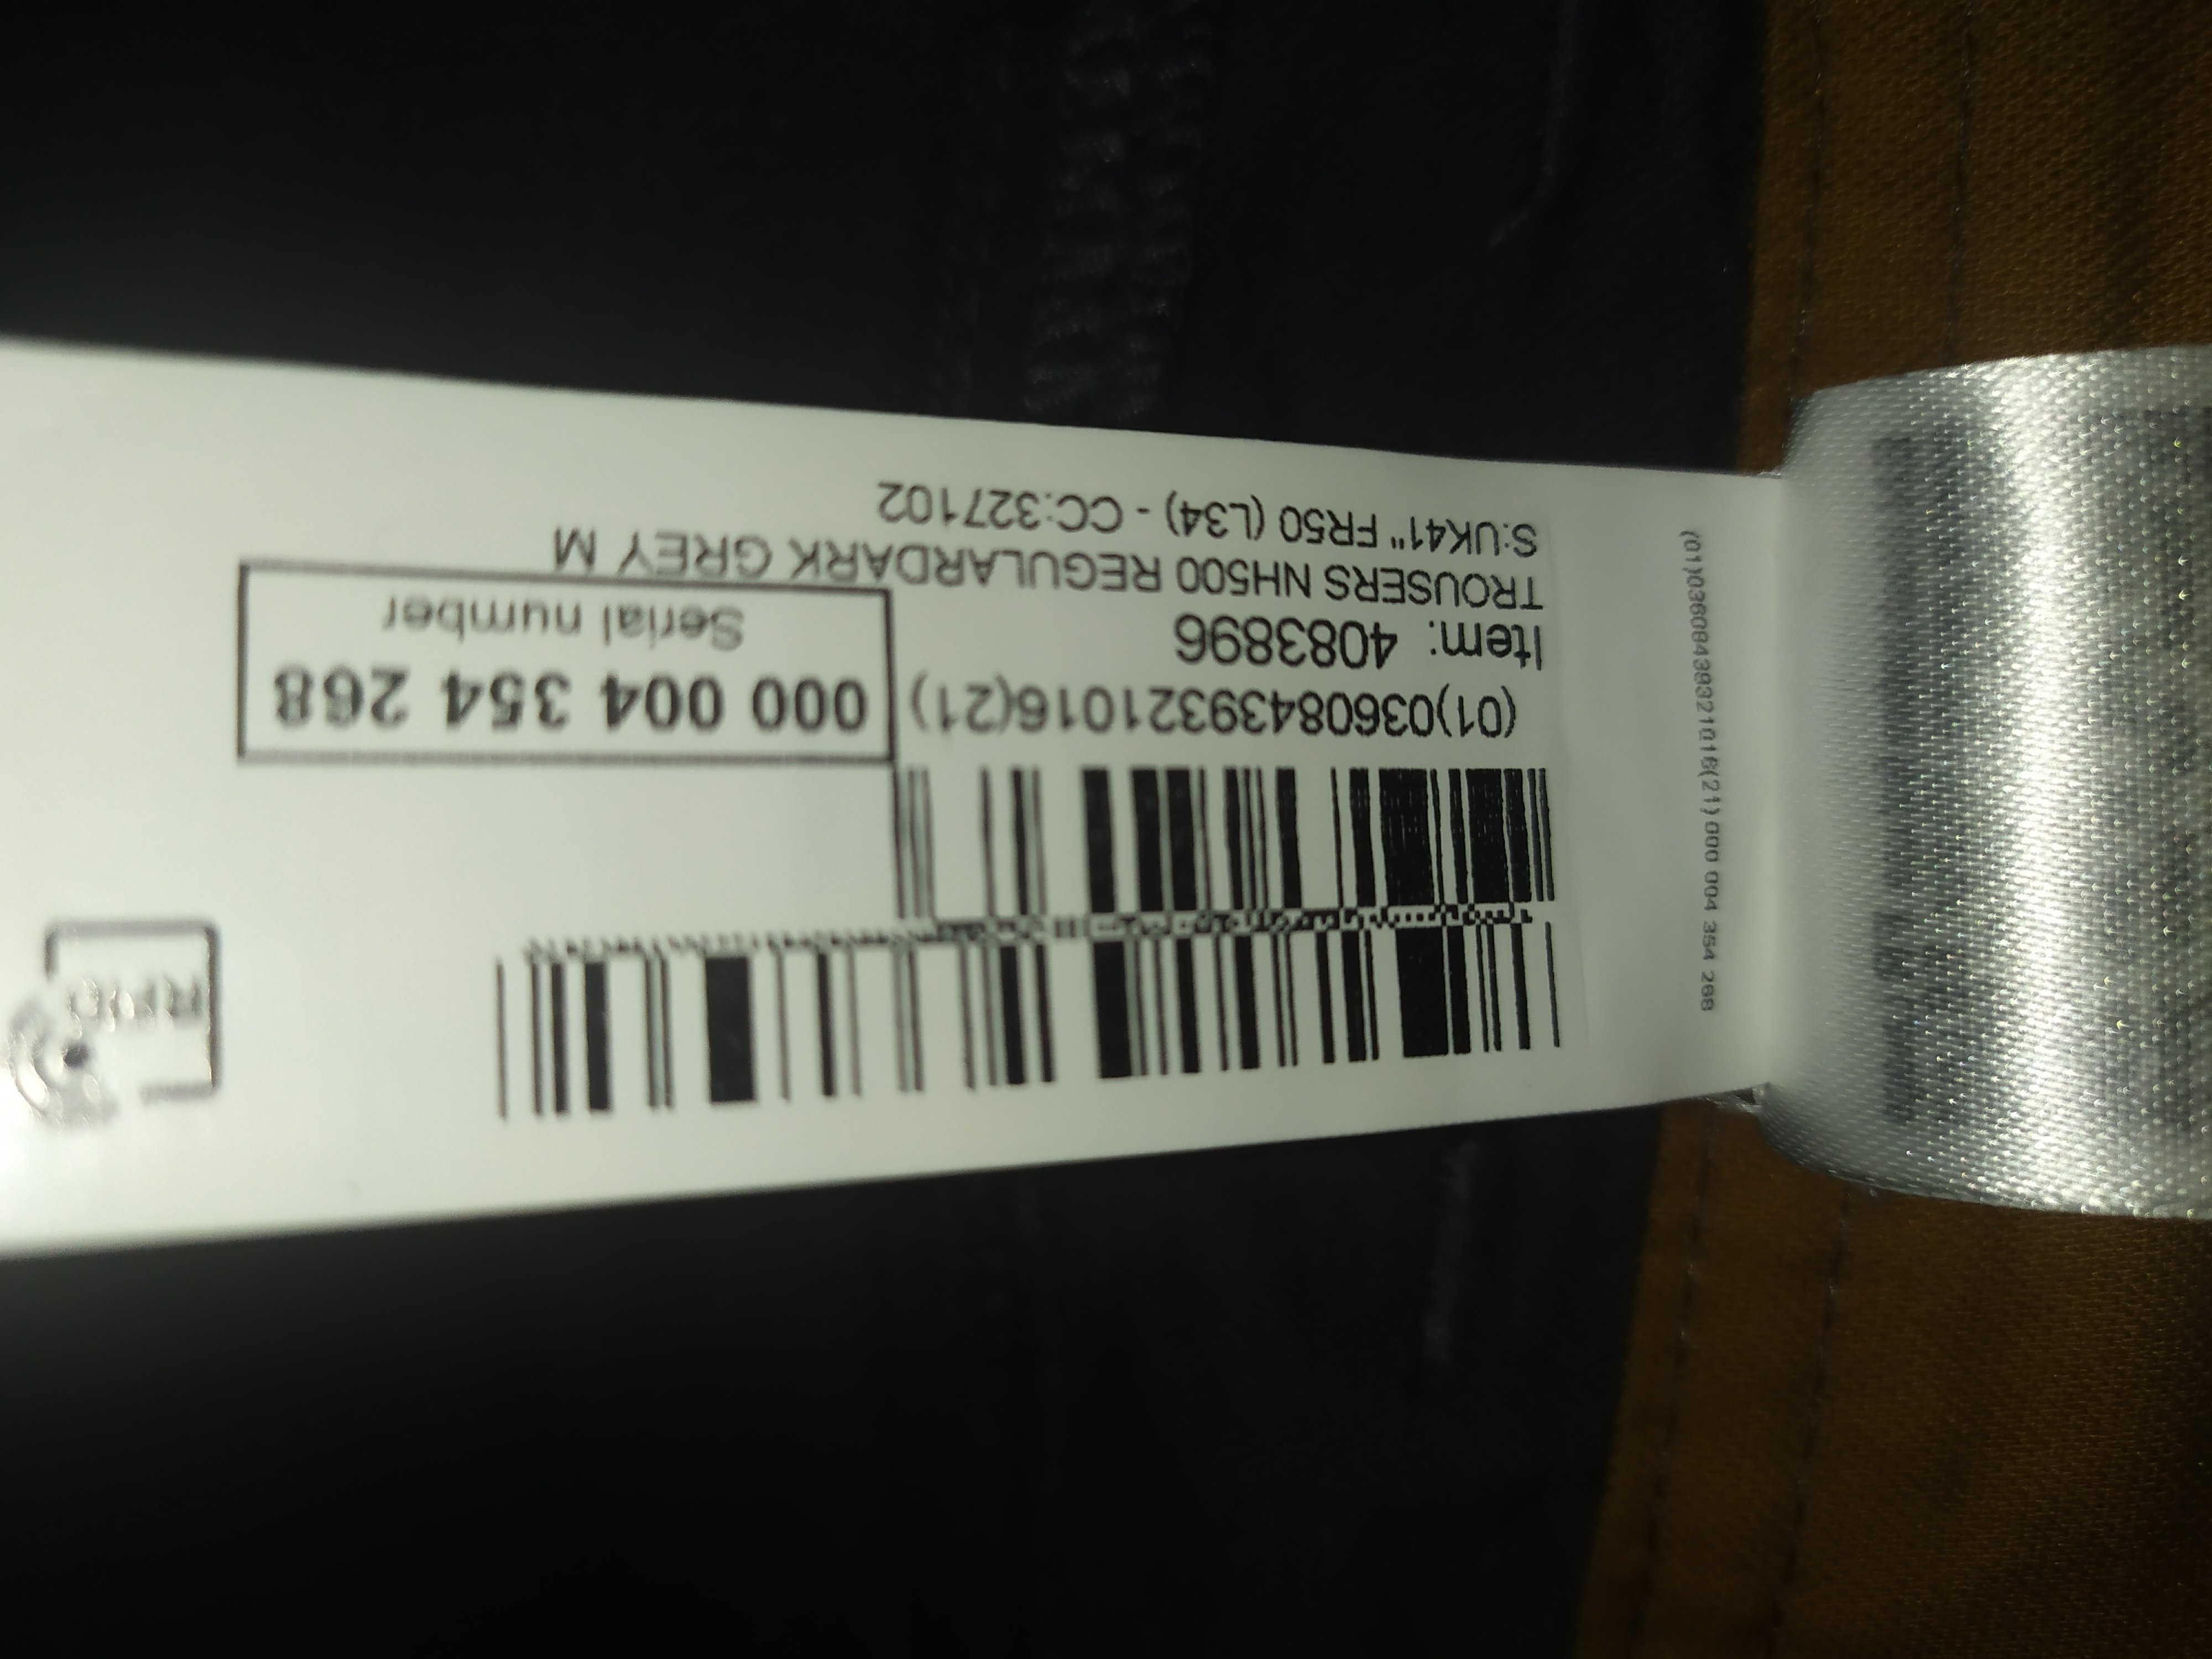 RFID
(01)03608439321016(21) 000 004 354 268
Serial number
Item: 4083896
TROUSERS NH500 REGULARDARK GREY M
S:UK41" FR50 (L34) - CC:327102
(01)03608439321016(21) 000 004 354 268